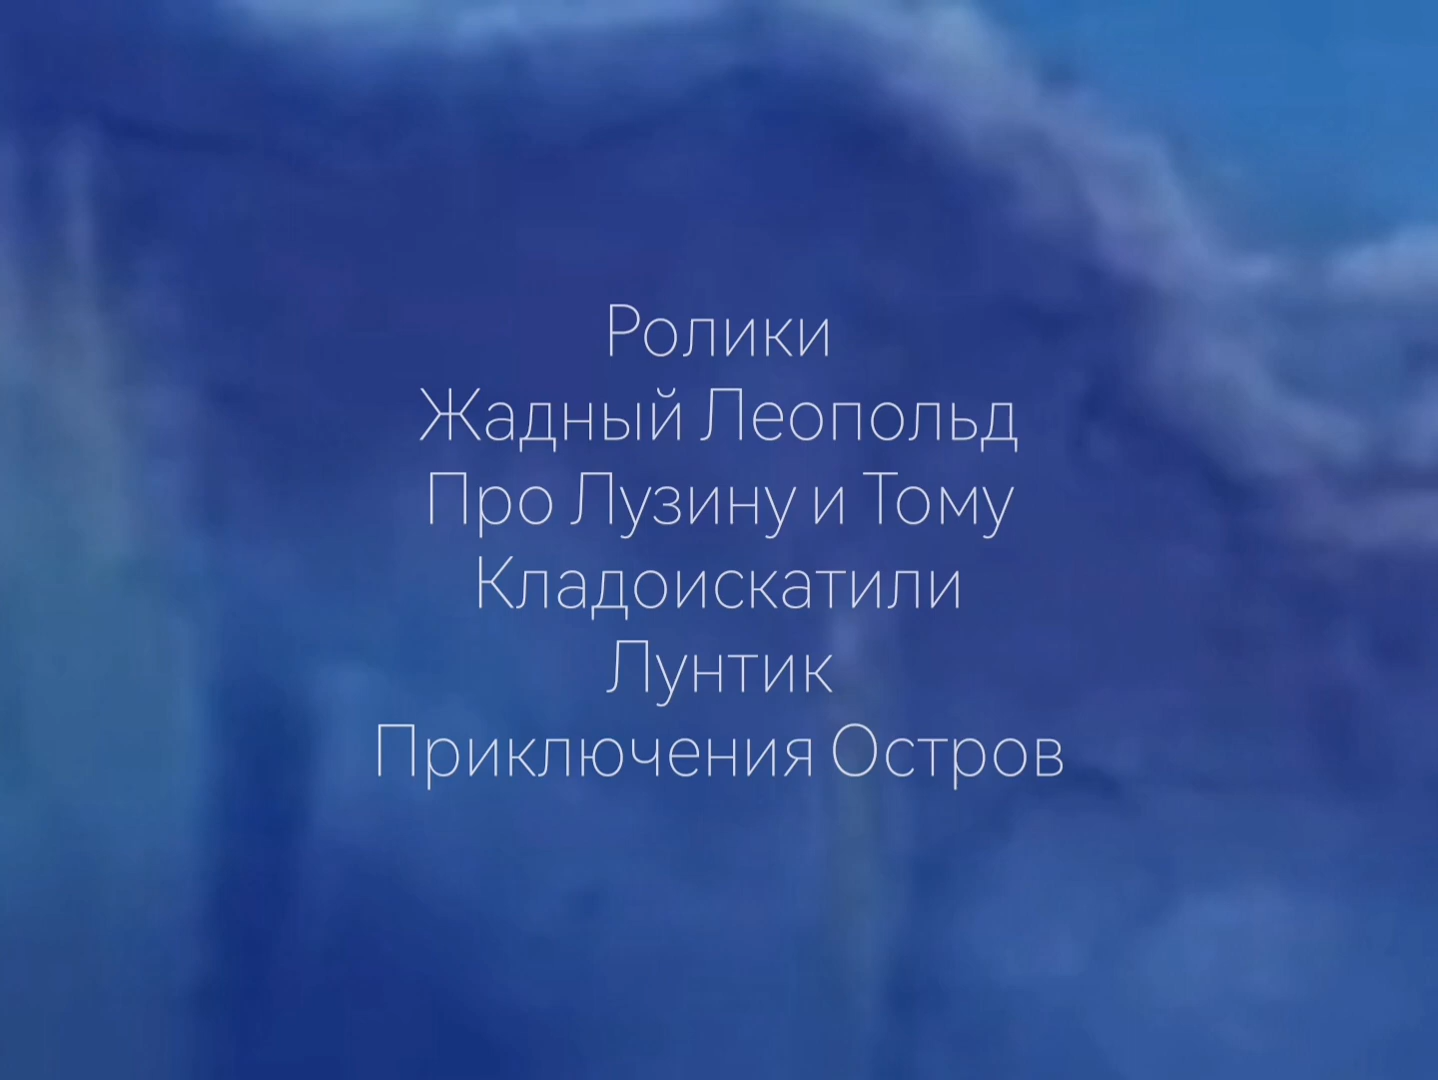 Ролики
Жадный Леопольд
Про Лузину и Тому
Кладоискатили
Лунтик
Приключения Остров